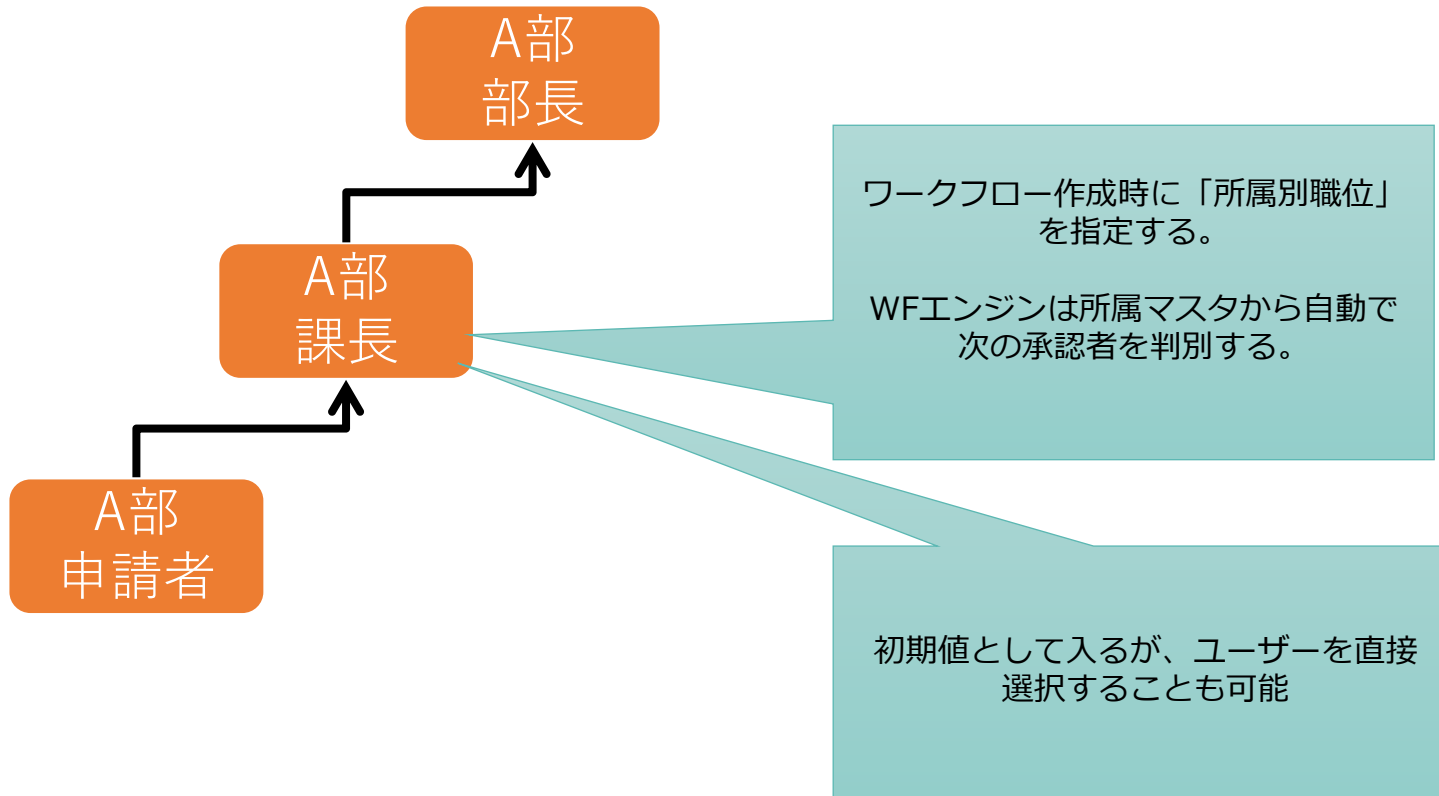 A部
部長
ワークフロー作成時に「所属別職位」
を指定する。
WFエンジンは所属マスタから自動で
次の承認者を判別する。
A部
課長
A部
申請者
初期値として入るが、ユーザーを直接
選択することも可能